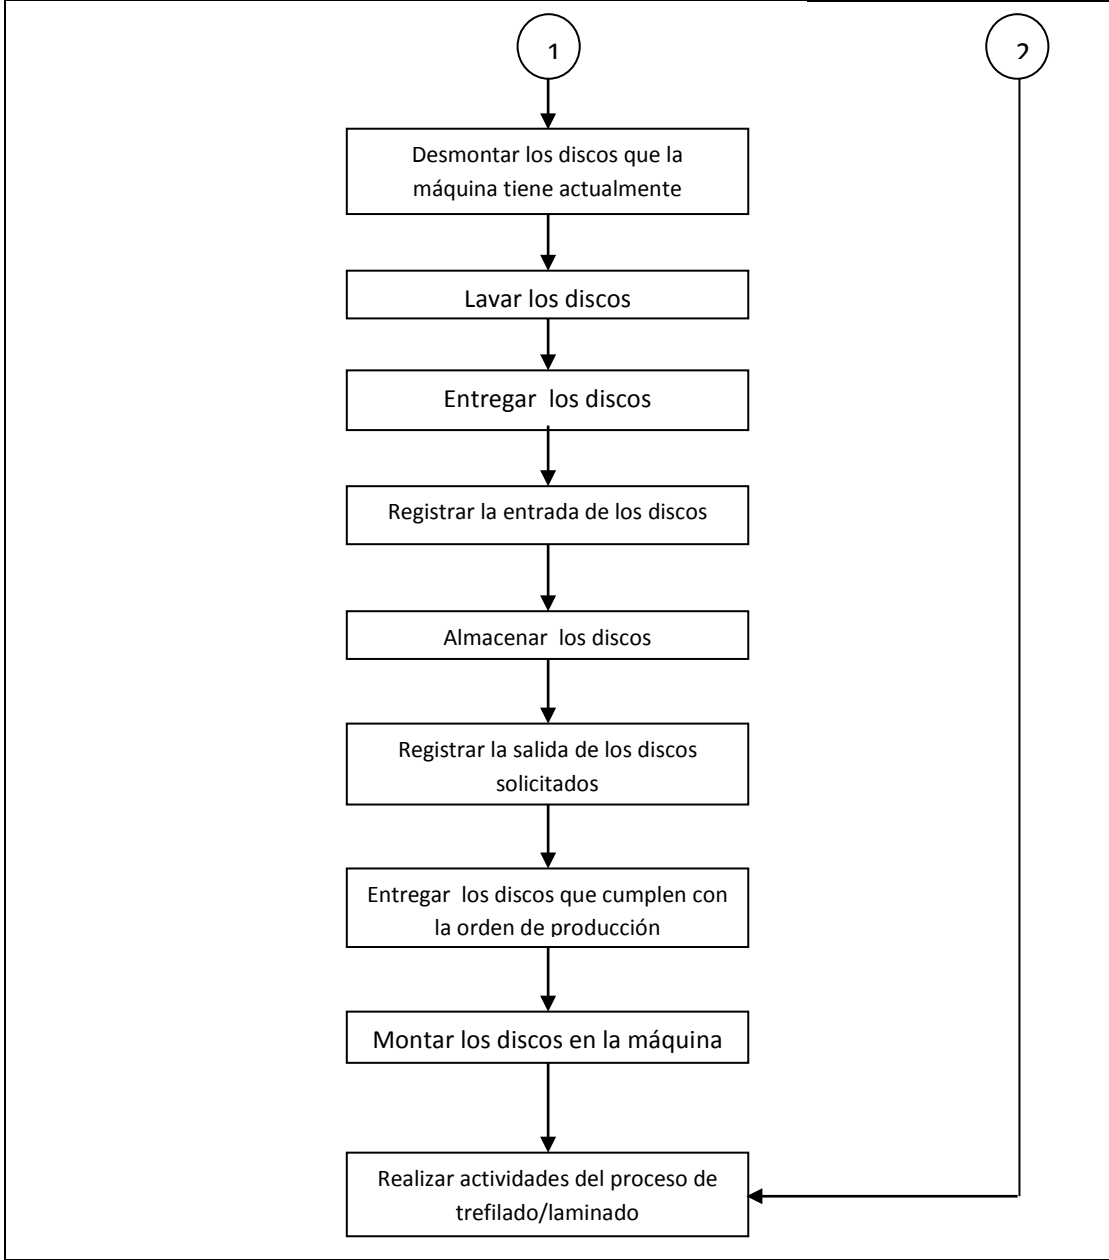 1
2
Desmontar los discos que la
máquina tiene actualmente
Lavar los discos
Entregar los discos
Registrar la entrada de los discos
Almacenar los discos
Registrar la salida de los discos
solicitados
Entregar los discos que cumplen con
la orden de producción
Montar los discos en la máquina
Realizar actividades del proceso de
trefilado/laminado